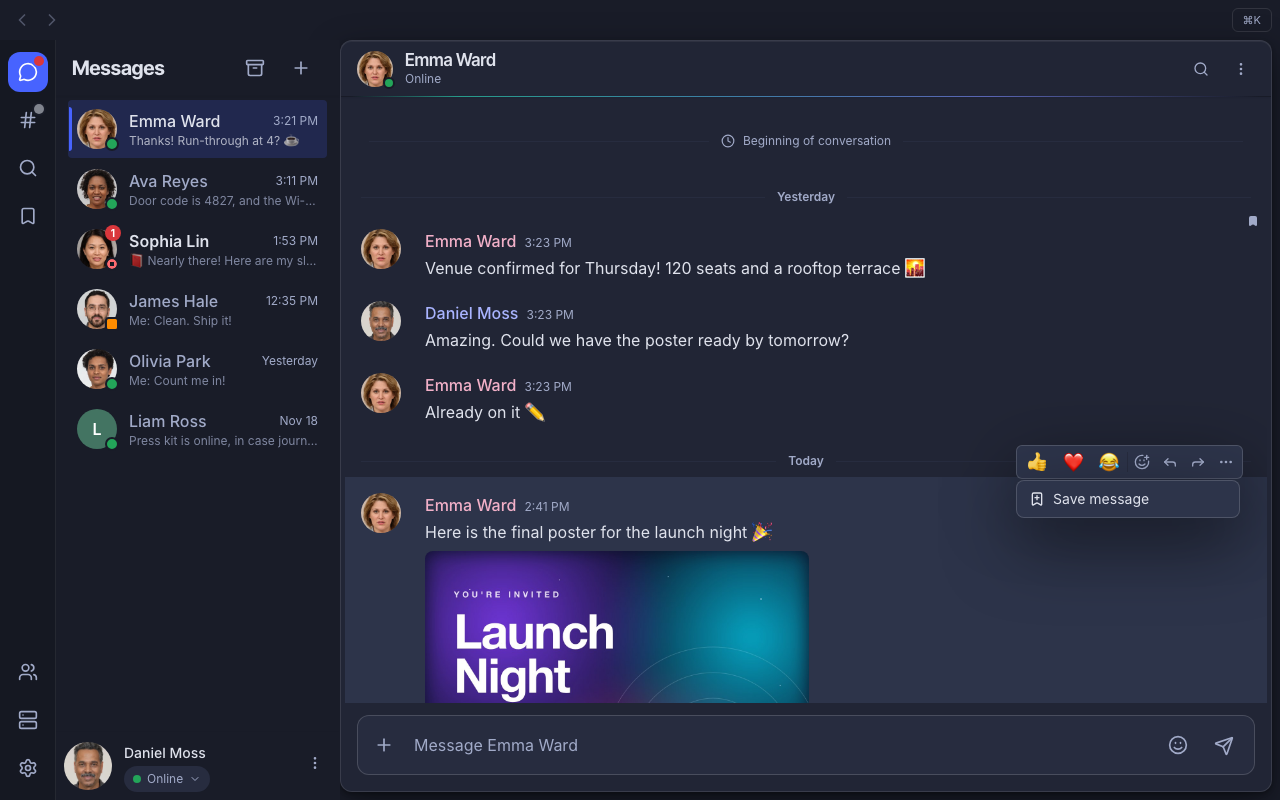 ⌘K
Messages
Emma Ward
3:21 PM
Thanks! Run-through at 4? ☕
Ava Reyes
3:11 PM
Door code is 4827, and the Wi-...
1
Sophia Lin
1:53 PM
📕 Nearly there! Here are my sl...
James Hale
12:35 PM
Me: Clean. Ship it!
Olivia Park
Yesterday
Me: Count me in!
L
Liam Ross
Nov 18
Press kit is online, in case journ...
Daniel Moss
Online
Emma Ward
Online
Beginning of conversation
Yesterday
Emma Ward 3:23 PM
Venue confirmed for Thursday! 120 seats and a rooftop terrace 🌇
Daniel Moss 3:23 PM
Amazing. Could we have the poster ready by tomorrow?
Emma Ward 3:23 PM
Already on it ✏️
Today
👍 ❤️ 😂
Save message
Emma Ward 2:41 PM
Here is the final poster for the launch night 🎉
YOU'RE INVITED
Launch
Night
Message Emma Ward